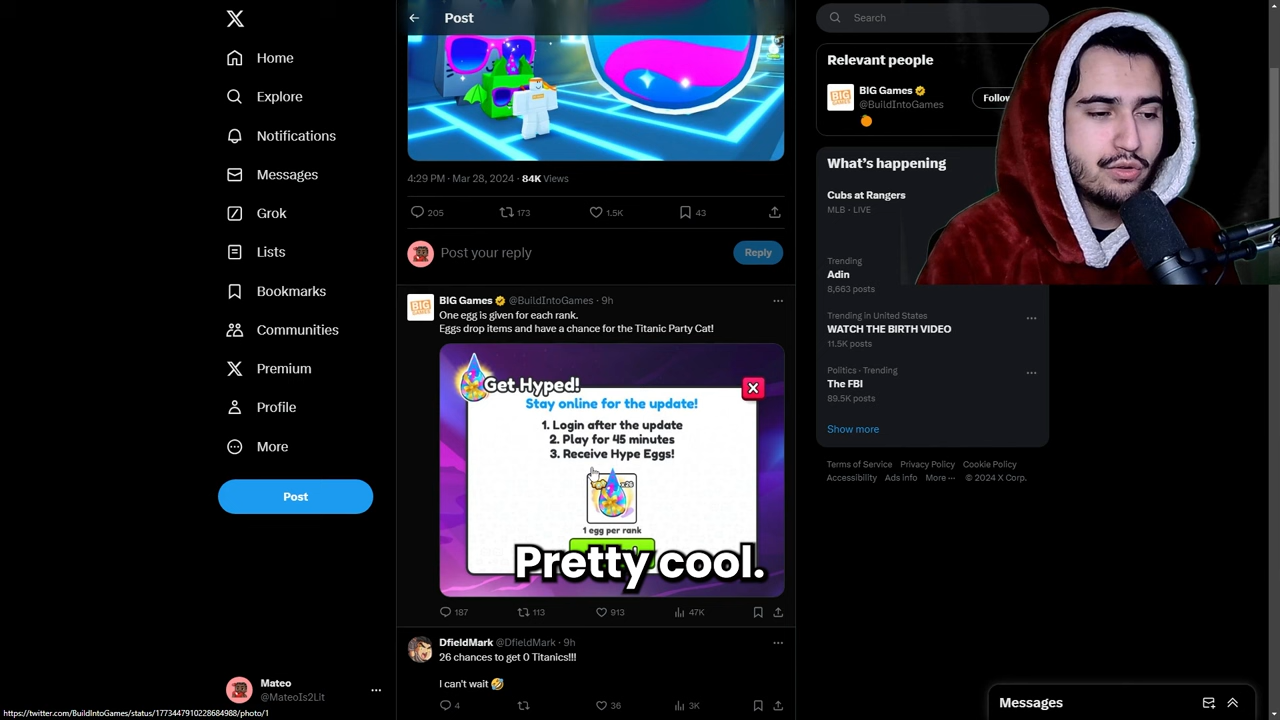 Home
Explore
Notifications
Messages
Grok
Lists
Bookmarks
Communities
Premium
Profile
More
Post
Mateo
@MateoIs2Lit
https://twitter.com/BuildIntoGames/status/1773447910228684988/photo/1
Post
4:29 PM · Mar 28, 2024 · 84K Views
205 173 1.5K 43
Post your reply
Reply
BIG Games @BuildIntoGames · 9h
One egg is given for each rank.
Eggs drop items and have a chance for the Titanic Party Cat!
Get Hyped!
Stay online for the update!
1. Login after the update
2. Play for 45 minutes
3. Receive Hype Eggs!
x26
1 egg per rank
Pretty cool.
187 113 913 47K
DfieldMark @DfieldMark · 9h
26 chances to get 0 Titanics!!!
I can't wait 🤣
4 36 3K
Search
Relevant people
BIG GAMES
BIG Games
@BuildIntoGames
Follow
What's happening
Cubs at Rangers
MLB · LIVE
Trending
Adin
8,663 posts
Trending in United States
WATCH THE BIRTH VIDEO
11.5K posts
Politics · Trending
The FBI
89.5K posts
Show more
Terms of Service Privacy Policy Cookie Policy
Accessibility Ads info More ··· © 2024 X Corp.
Messages